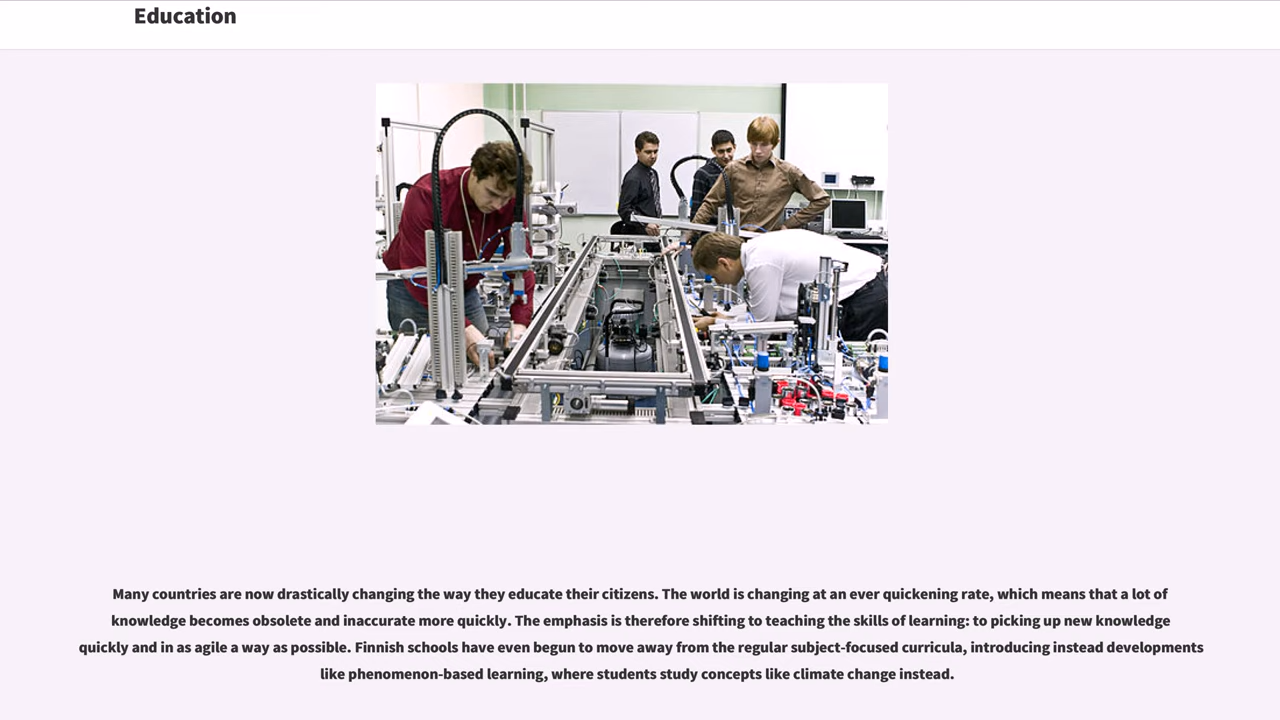 Education
Many countries are now drastically changing the way they educate their citizens. The world is changing at an ever quickening rate, which means that a lot of
knowledge becomes obsolete and inaccurate more quickly. The emphasis is therefore shifting to teaching the skills of learning: to picking up new knowledge
quickly and in as agile a way as possible. Finnish schools have even begun to move away from the regular subject-focused curricula, introducing instead developments
like phenomenon-based learning, where students study concepts like climate change instead.